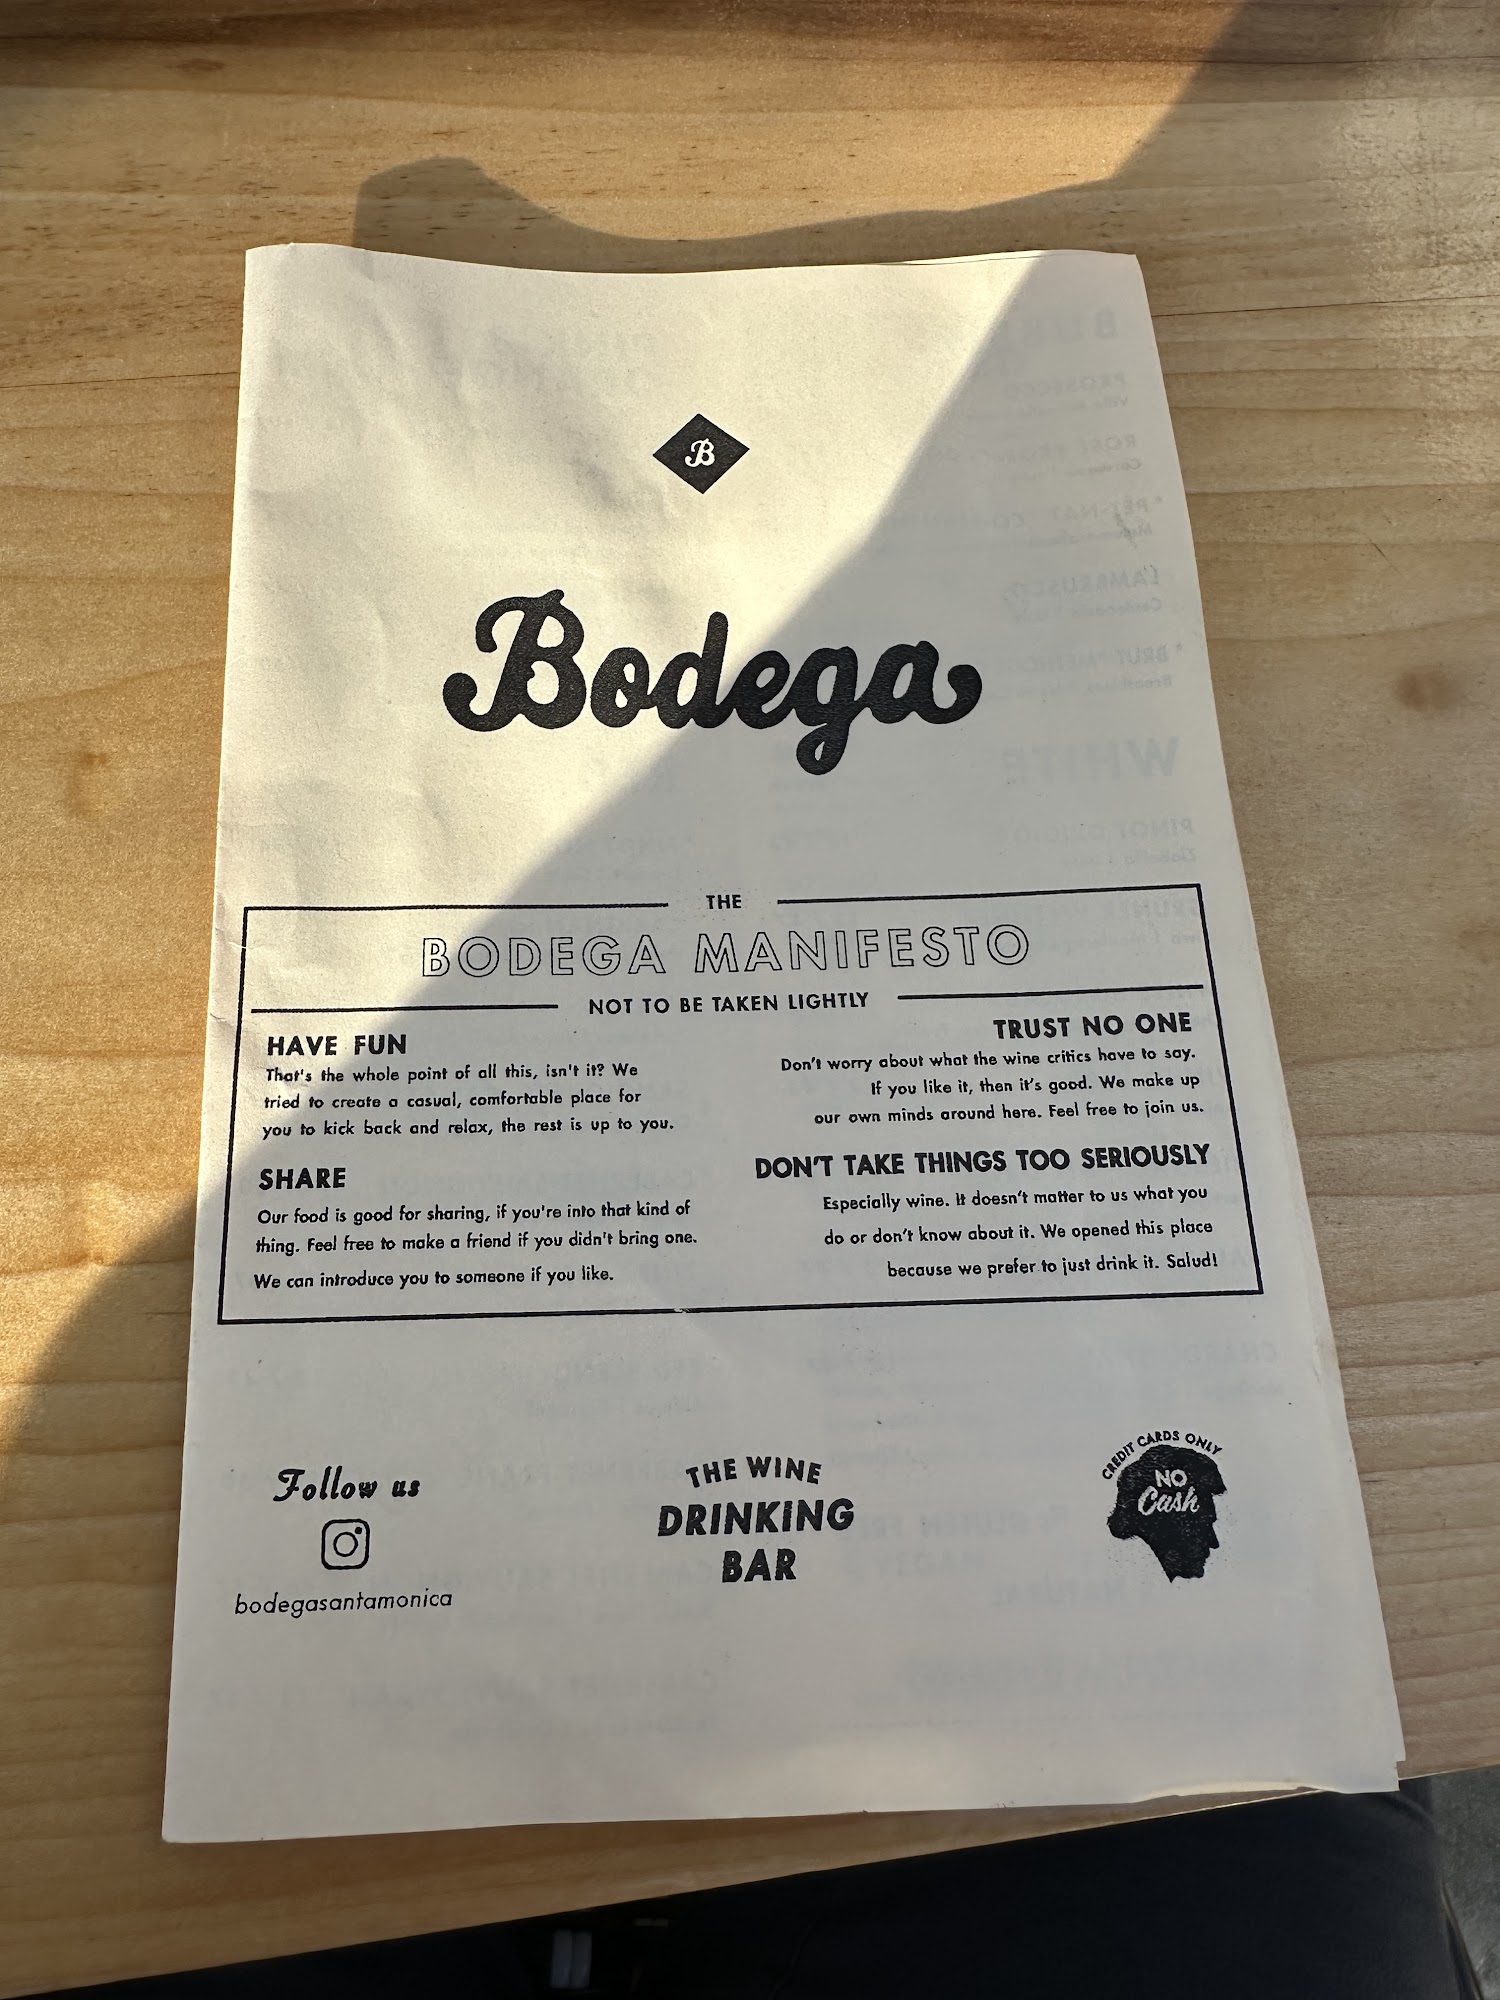 B
Bodega
THE
BODEGA MANIFESTO
NOT TO BE TAKEN LIGHTLY
HAVE FUN
That's the whole point of all this, isn't it? We
tried to create a casual, comfortable place for
you to kick back and relax, the rest is up to you.
SHARE
Our food is good for sharing, if you're into that kind of
thing. Feel free to make a friend if you didn't bring one.
We can introduce you to someone if you like.
TRUST NO ONE
Don't worry about what the wine critics have to say.
If you like it, then it's good. We make up
our own minds around here. Feel free to join us.
DON'T TAKE THINGS TOO SERIOUSLY
Especially wine. It doesn't matter to us what you
do or don't know about it. We opened this place
because we prefer to just drink it. Salud!
Follow us
bodegasantamonica
THE WINE
DRINKING
BAR
CREDIT CARDS ONLY
NO
Cash